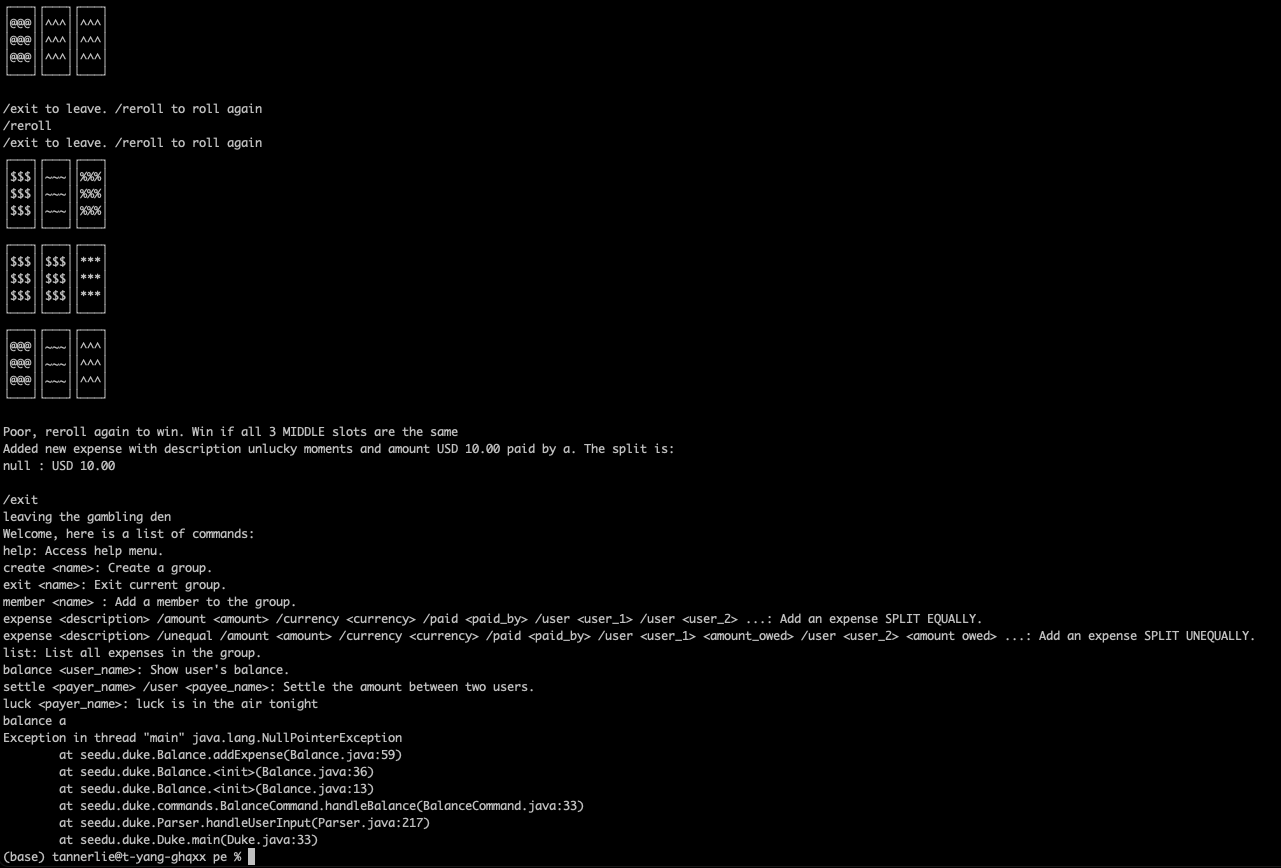 @@@ ^^^ ^^^
@@@ ^^^ ^^^
@@@ ^^^ ^^^
/exit to leave. /reroll to roll again
/reroll
/exit to leave. /reroll to roll again
$$$ ~~~ %%%
$$$ ~~~ %%%
$$$ ~~~ %%%
$$$ $$$ ***
$$$ $$$ ***
$$$ $$$ ***
@@@ ~~~ ^^^
@@@ ~~~ ^^^
@@@ ~~~ ^^^
Poor, reroll again to win. Win if all 3 MIDDLE slots are the same
Added new expense with description unlucky moments and amount USD 10.00 paid by a. The split is:
null : USD 10.00
/exit
leaving the gambling den
Welcome, here is a list of commands:
help: Access help menu.
create <name>: Create a group.
exit <name>: Exit current group.
member <name> : Add a member to the group.
expense <description> /amount <amount> /currency <currency> /paid <paid_by> /user <user_1> /user <user_2> ...: Add an expense SPLIT EQUALLY.
expense <description> /unequal /amount <amount> /currency <currency> /paid <paid_by> /user <user_1> <amount_owed> /user <user_2> <amount owed> ...: Add an expense SPLIT UNEQUALLY.
list: List all expenses in the group.
balance <user_name>: Show user's balance.
settle <payer_name> /user <payee_name>: Settle the amount between two users.
luck <payer_name>: luck is in the air tonight
balance a
Exception in thread "main" java.lang.NullPointerException
at seedu.duke.Balance.addExpense(Balance.java:59)
at seedu.duke.Balance.<init>(Balance.java:36)
at seedu.duke.Balance.<init>(Balance.java:13)
at seedu.duke.commands.BalanceCommand.handleBalance(BalanceCommand.java:33)
at seedu.duke.Parser.handleUserInput(Parser.java:217)
at seedu.duke.Duke.main(Duke.java:33)
(base) tannerlie@t-yang-ghqxx pe %